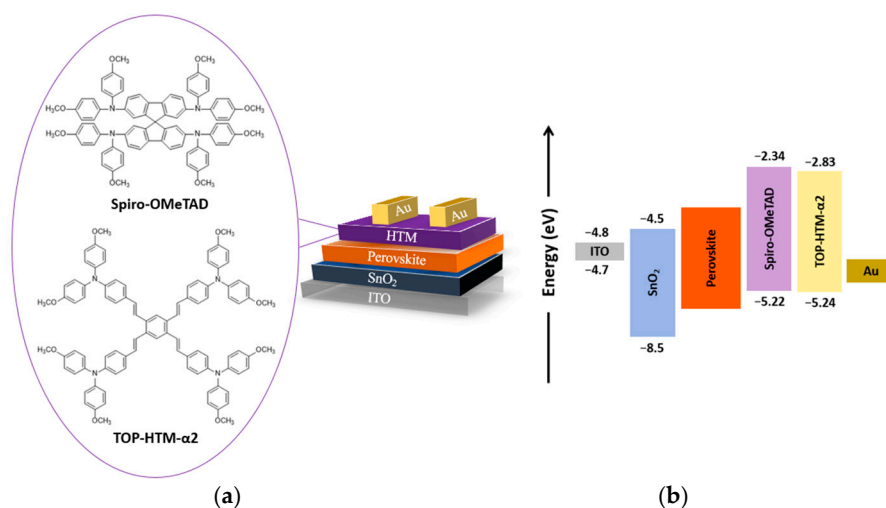 OCH₃ OCH₃
H₃CO N N OCH₃
H₃CO N N OCH₃
OCH₃ OCH₃
Spiro-OMeTAD
OCH₃ OCH₃
N N
H₃CO OCH₃
H₃CO OCH₃
N N
OCH₃ OCH₃
TOP-HTM-α2
Au Au
HTM
Perovskite
SnO₂
ITO
(a)
Energy (eV)
−4.8
ITO
−4.7
−4.5
SnO₂
−8.5
Perovskite
−2.34
Spiro-OMeTAD
−5.22
−2.83
TOP-HTM-α2
−5.24
Au
(b)